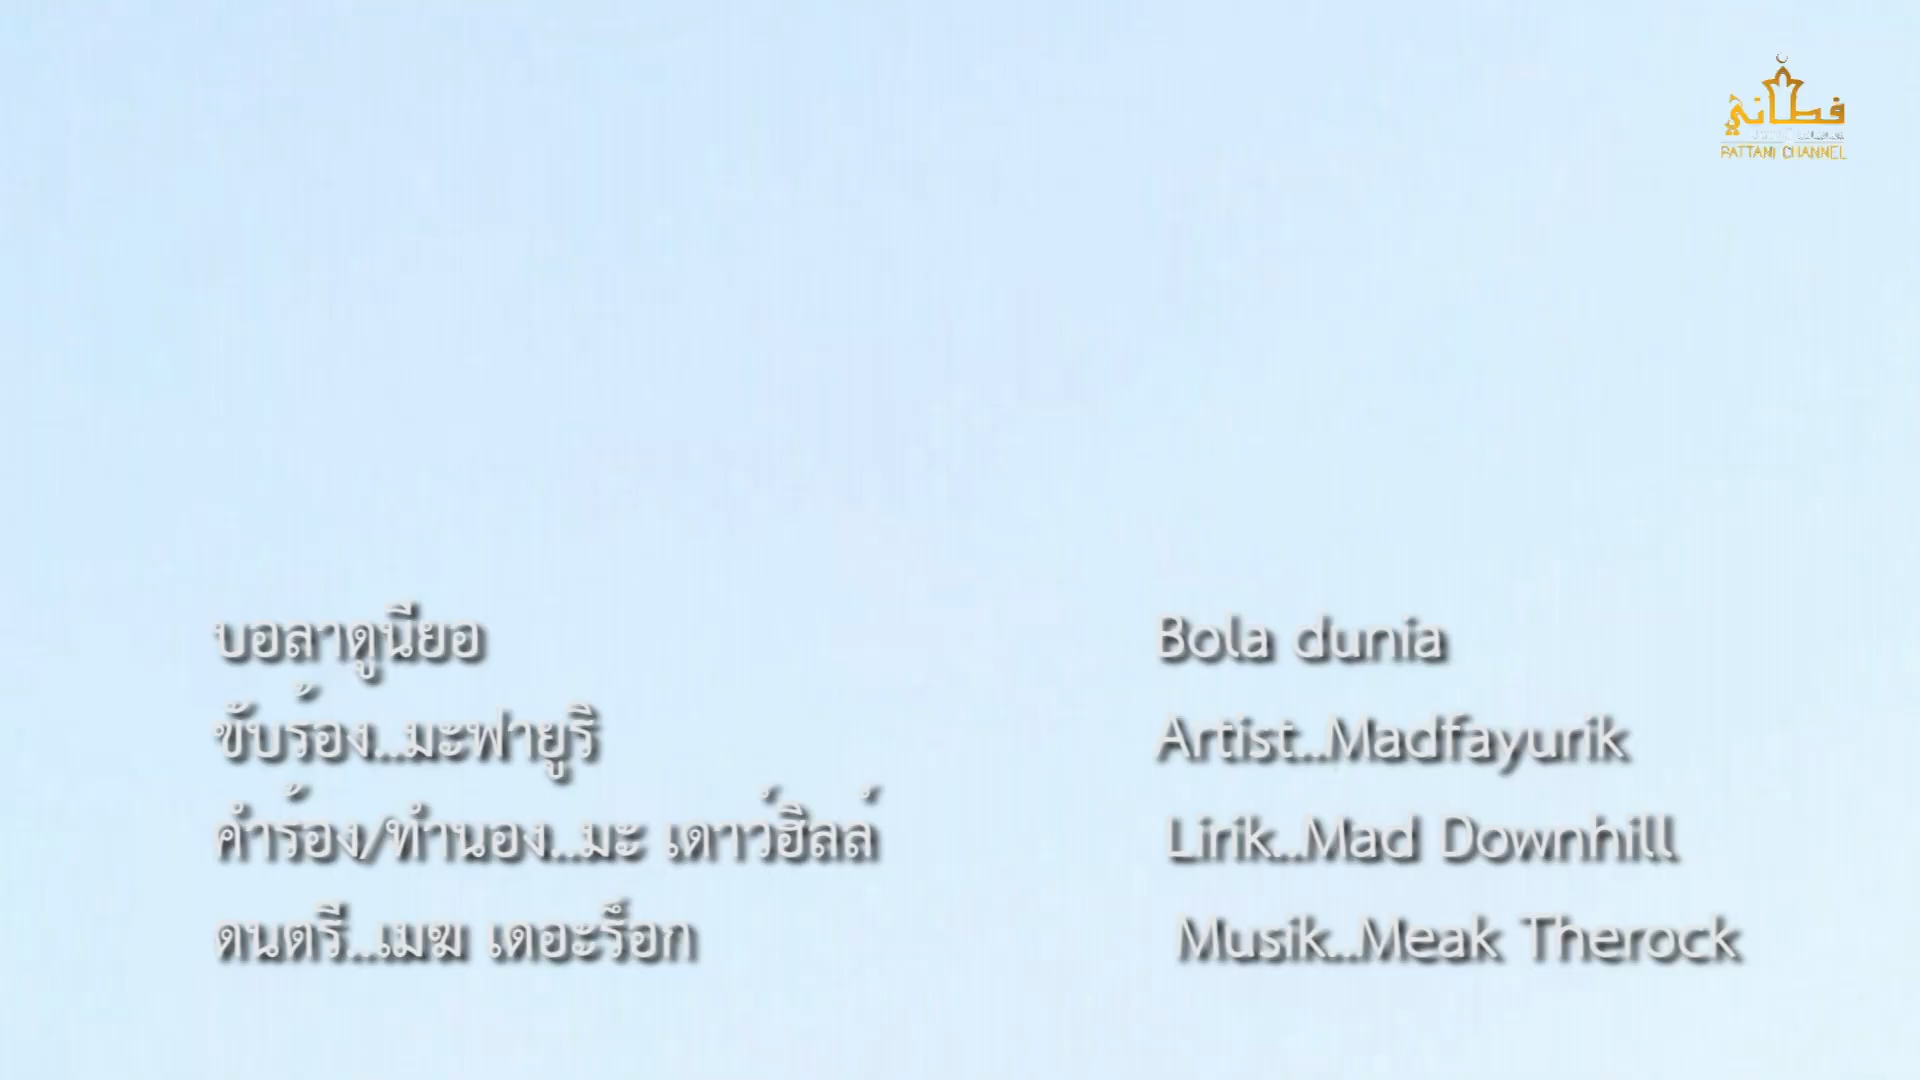 فطاني
PATTANI CHANNEL
บอลาดูนียอ
ขับร้อง..มะฟายูรี
คำร้อง/ทำนอง..มะ เดาว์ฮิลล์
ดนตรี..เมฆ เดอะร็อก
Bola dunia
Artist..Madfayurik
Lirik..Mad Downhill
Musik..Meak Therock